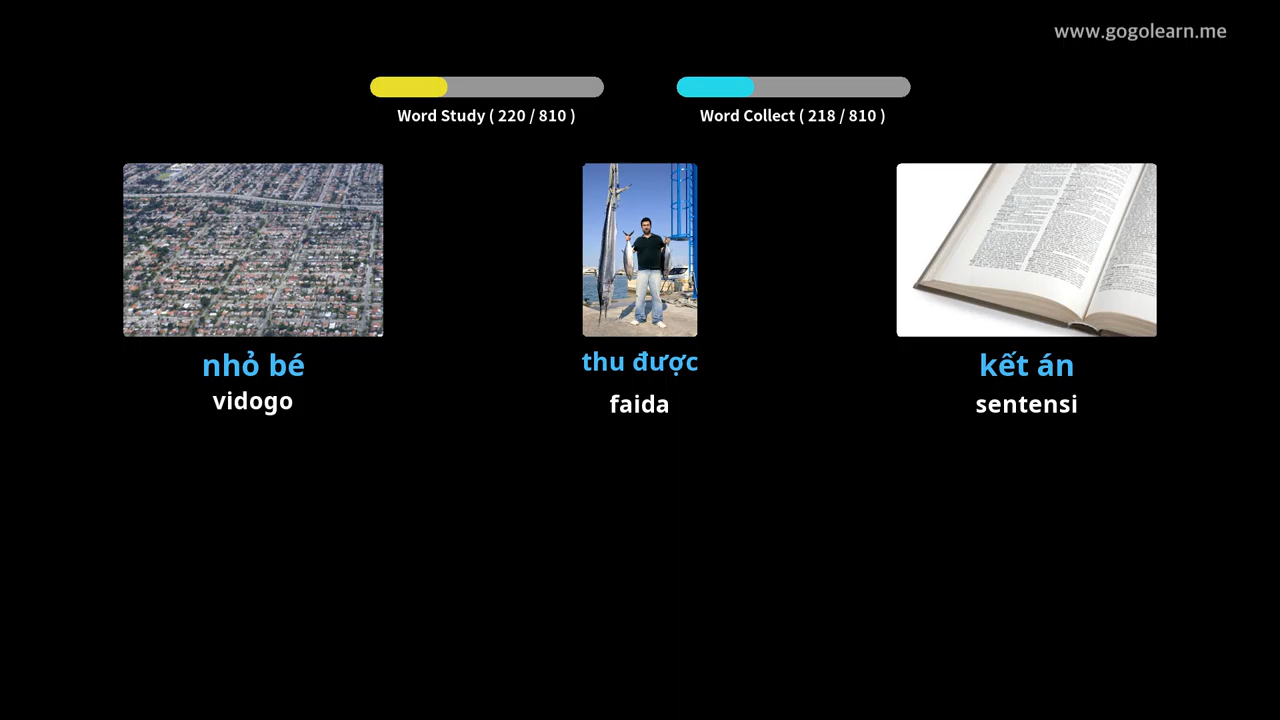 www.gogolearn.me
Word Study ( 220 / 810 )
Word Collect ( 218 / 810 )
nhỏ bé
vidogo
thu được
faida
kết án
sentensi